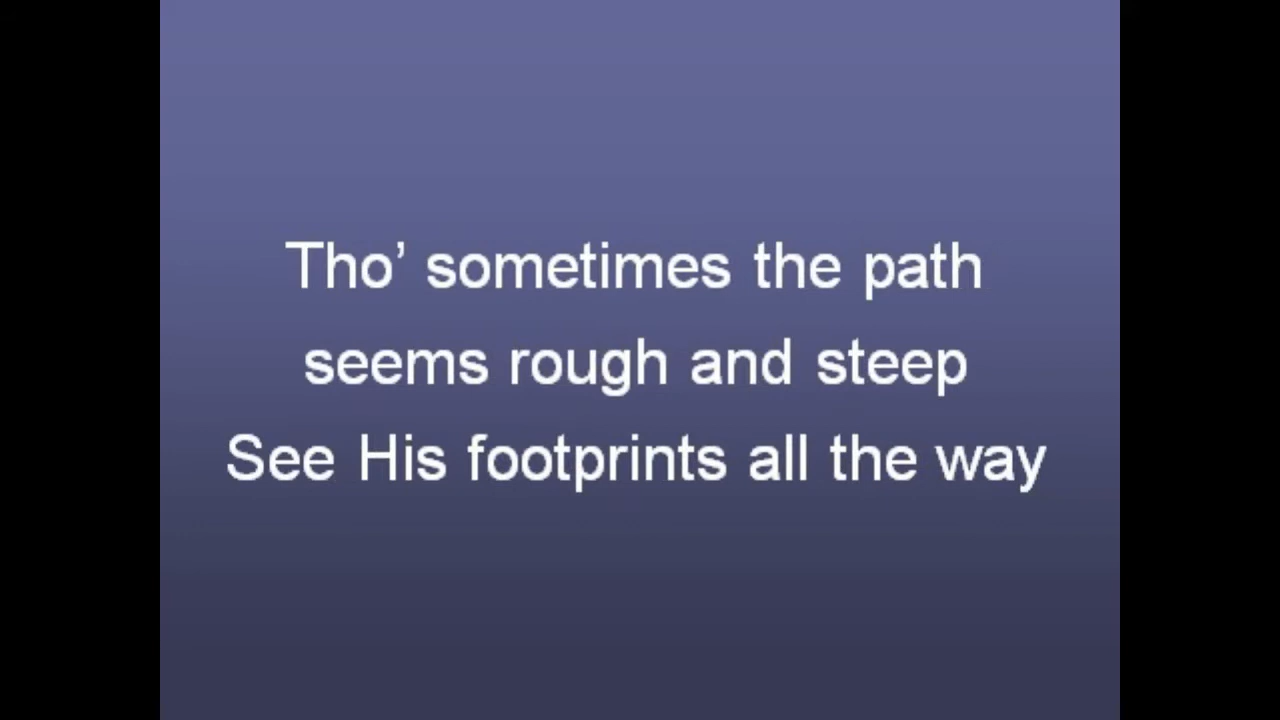 Tho’ sometimes the path
seems rough and steep
See His footprints all the way